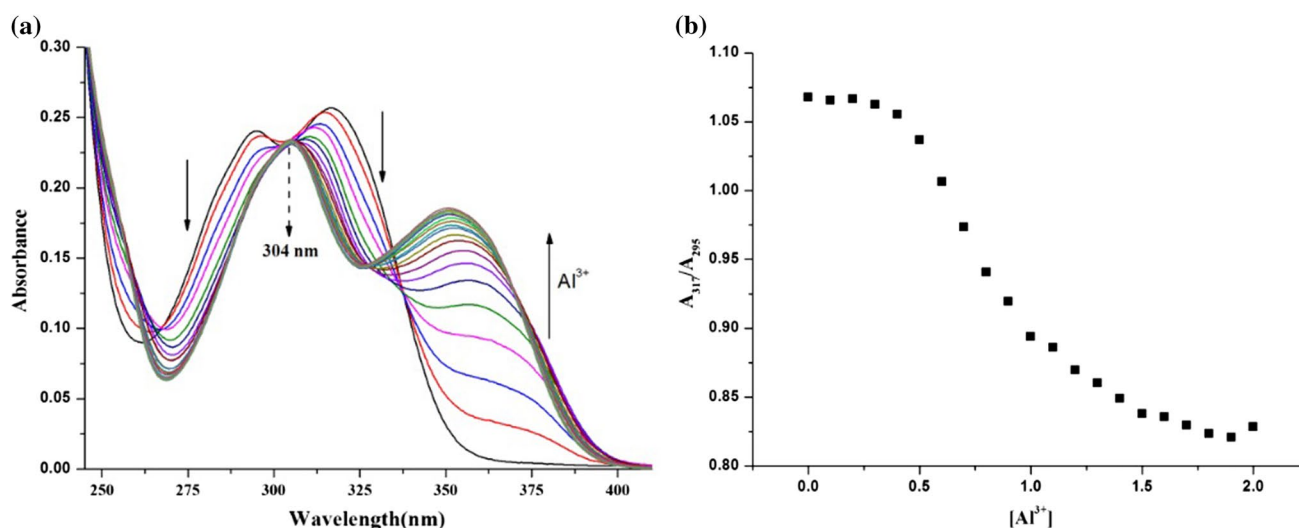 (a)
0.30
0.25
0.20
0.15
0.10
0.05
0.00
Absorbance
304 nm
Al³⁺
250 275 300 325 350 375 400
Wavelength(nm)
(b)
1.10
1.05
1.00
0.95
0.90
0.85
0.80
A₃₁₇/A₂₉₅
0.0 0.5 1.0 1.5 2.0
[Al³⁺]